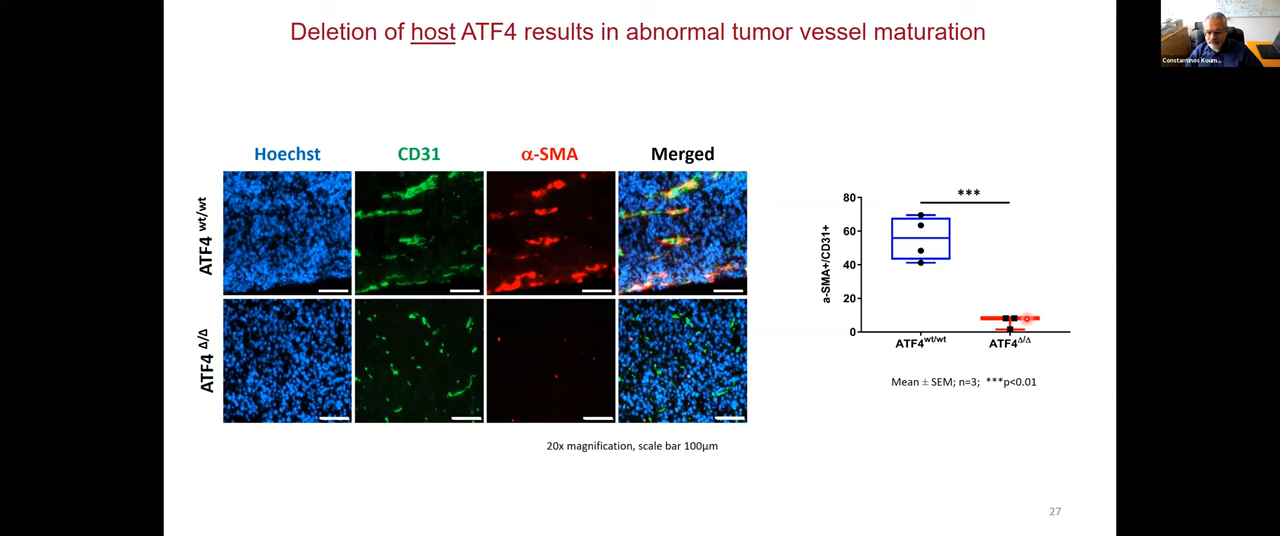 Deletion of host ATF4 results in abnormal tumor vessel maturation
Constantinos Koum...
Hoechst
CD31
α-SMA
Merged
ATF4 wt/wt
ATF4 Δ/Δ
20x magnification, scale bar 100µm
***
80
60
40
20
0
a-SMA+/CD31+
ATF4wt/wt
ATF4Δ/Δ
Mean ± SEM; n=3; ***p<0.01
27